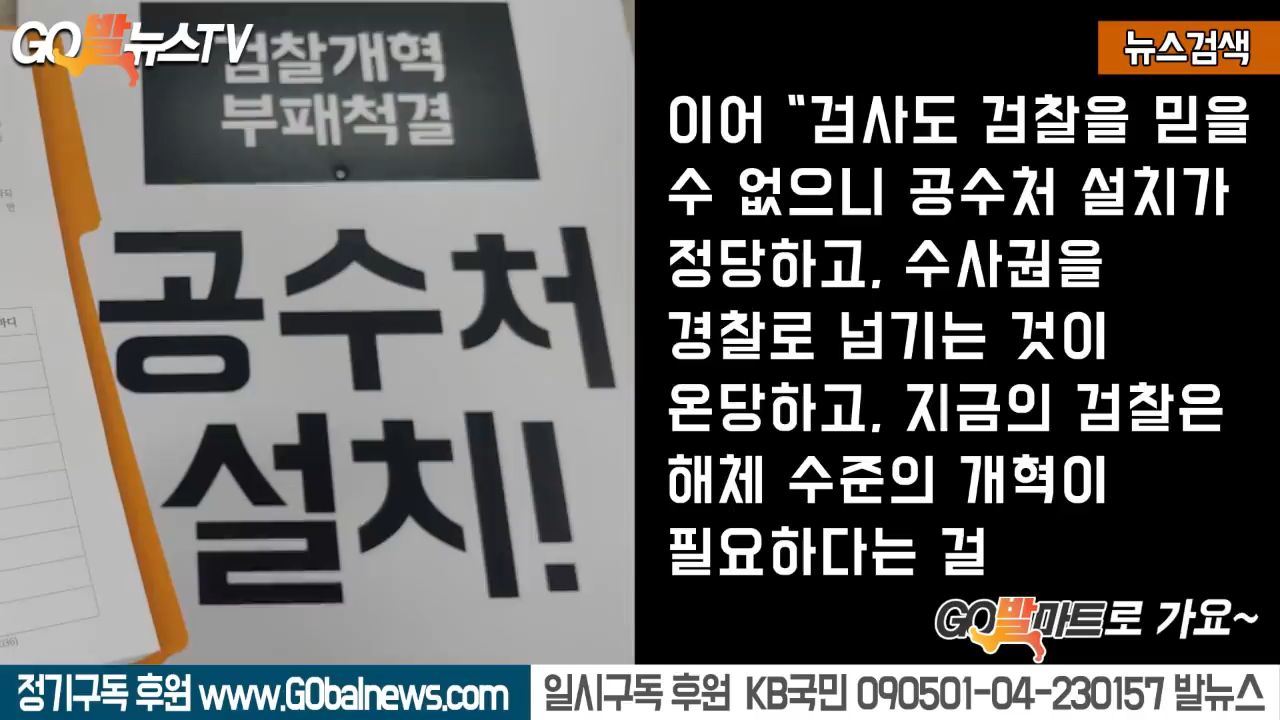 GO발뉴스TV
검찰개혁
부패척결
공수처
설치!
뉴스검색
이어 "검사도 검찰을 믿을
수 없으니 공수처 설치가
정당하고, 수사권을
경찰로 넘기는 것이
온당하고, 지금의 검찰은
해체 수준의 개혁이
필요하다는 걸
GO발마트로 가요~
정기구독 후원 www.GObalnews.com
일시구독 후원 KB국민 090501-04-230157 발뉴스